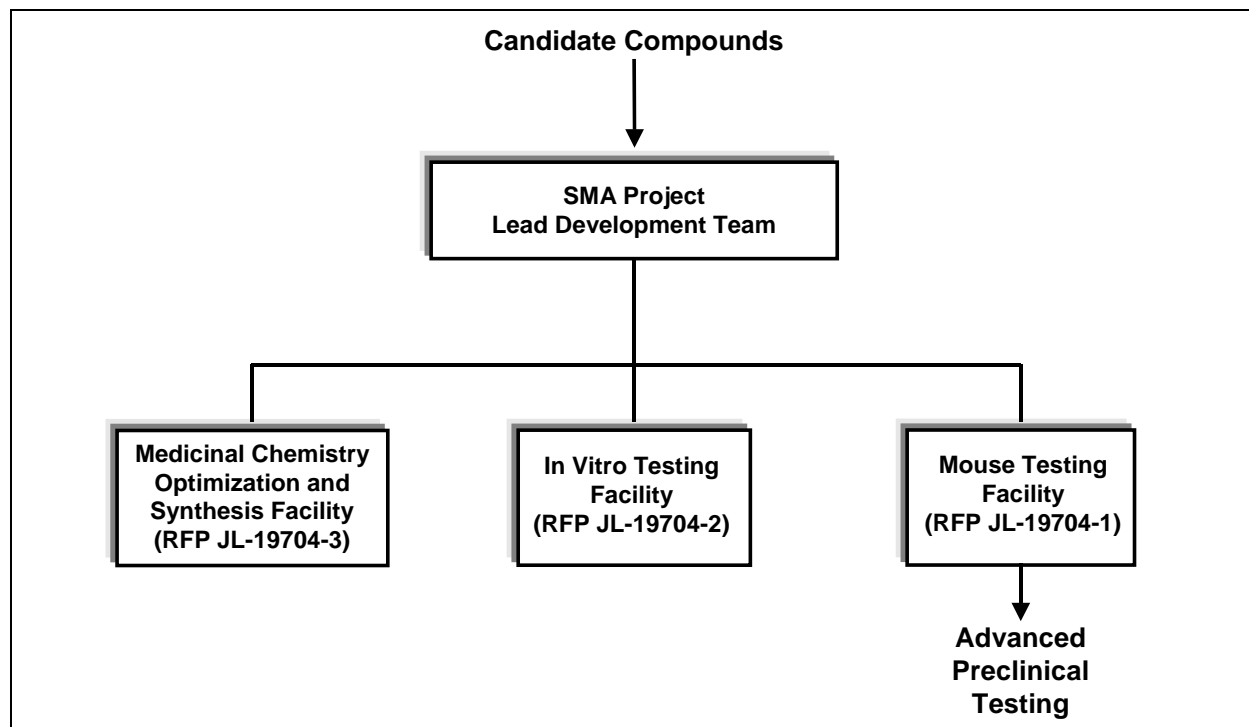 Candidate Compounds
SMA Project
Lead Development Team
Medicinal Chemistry
Optimization and
Synthesis Facility
(RFP JL-19704-3)
In Vitro Testing
Facility
(RFP JL-19704-2)
Mouse Testing
Facility
(RFP JL-19704-1)
Advanced
Preclinical
Testing